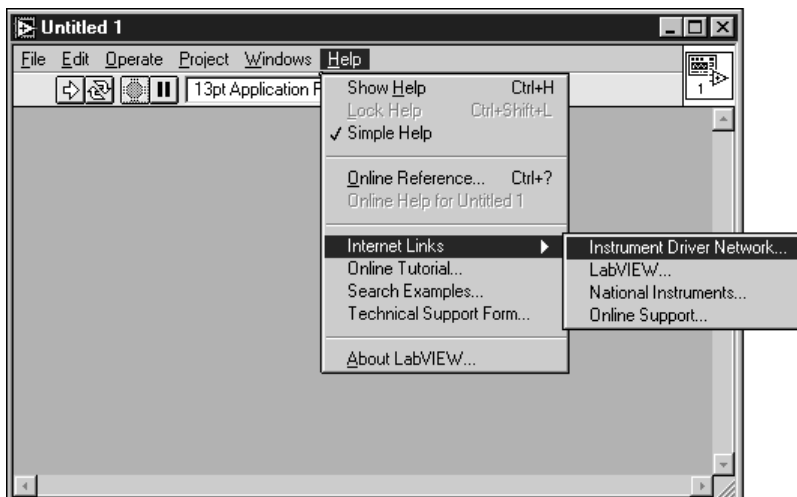 Untitled 1
File Edit Operate Project Windows Help
13pt Application F
1
Show Help Ctrl+H
Lock Help Ctrl+Shift+L
✓ Simple Help
Online Reference... Ctrl+?
Online Help for Untitled 1
Internet Links
Online Tutorial...
Search Examples...
Technical Support Form...
About LabVIEW...
Instrument Driver Network...
LabVIEW...
National Instruments...
Online Support...